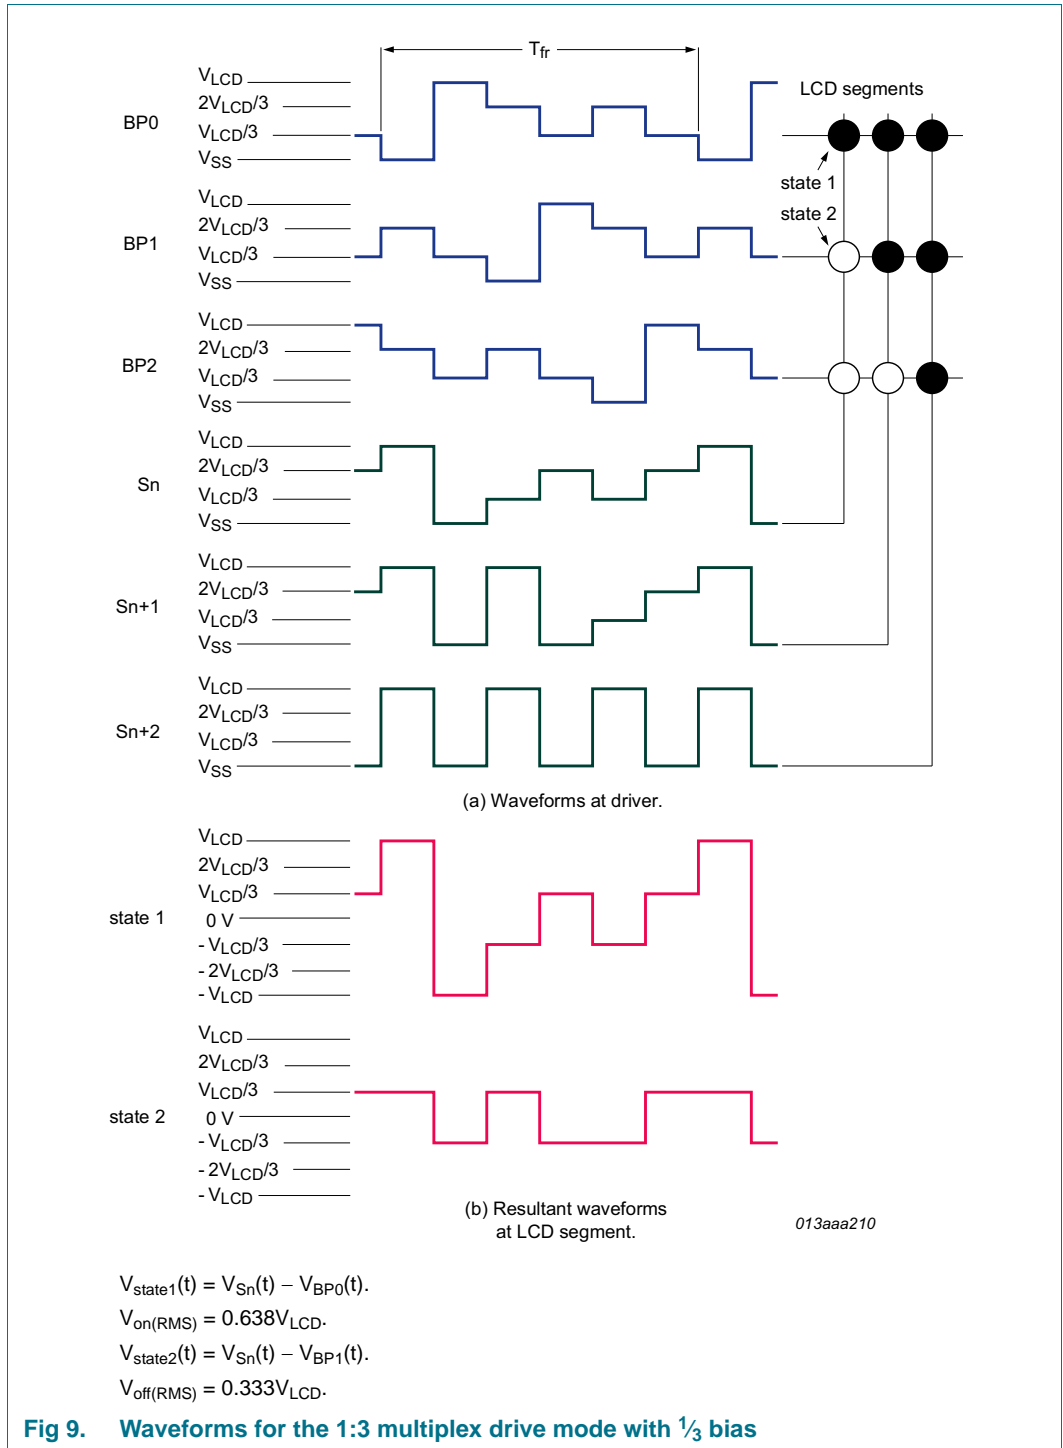 Tfr
VLCD
2VLCD/3
VLCD/3
VSS
BP0
LCD segments
state 1
state 2
VLCD
2VLCD/3
VLCD/3
VSS
BP1
VLCD
2VLCD/3
VLCD/3
VSS
BP2
VLCD
2VLCD/3
VLCD/3
VSS
Sn
VLCD
2VLCD/3
VLCD/3
VSS
Sn+1
VLCD
2VLCD/3
VLCD/3
VSS
Sn+2
(a) Waveforms at driver.
VLCD
2VLCD/3
VLCD/3
0 V
- VLCD/3
- 2VLCD/3
- VLCD
state 1
VLCD
2VLCD/3
VLCD/3
0 V
- VLCD/3
- 2VLCD/3
- VLCD
state 2
(b) Resultant waveforms
at LCD segment.
013aaa210
Vstate1(t) = VSn(t) − VBP0(t).
Von(RMS) = 0.638VLCD.
Vstate2(t) = VSn(t) − VBP1(t).
Voff(RMS) = 0.333VLCD.
Fig 9. Waveforms for the 1:3 multiplex drive mode with 1⁄3 bias